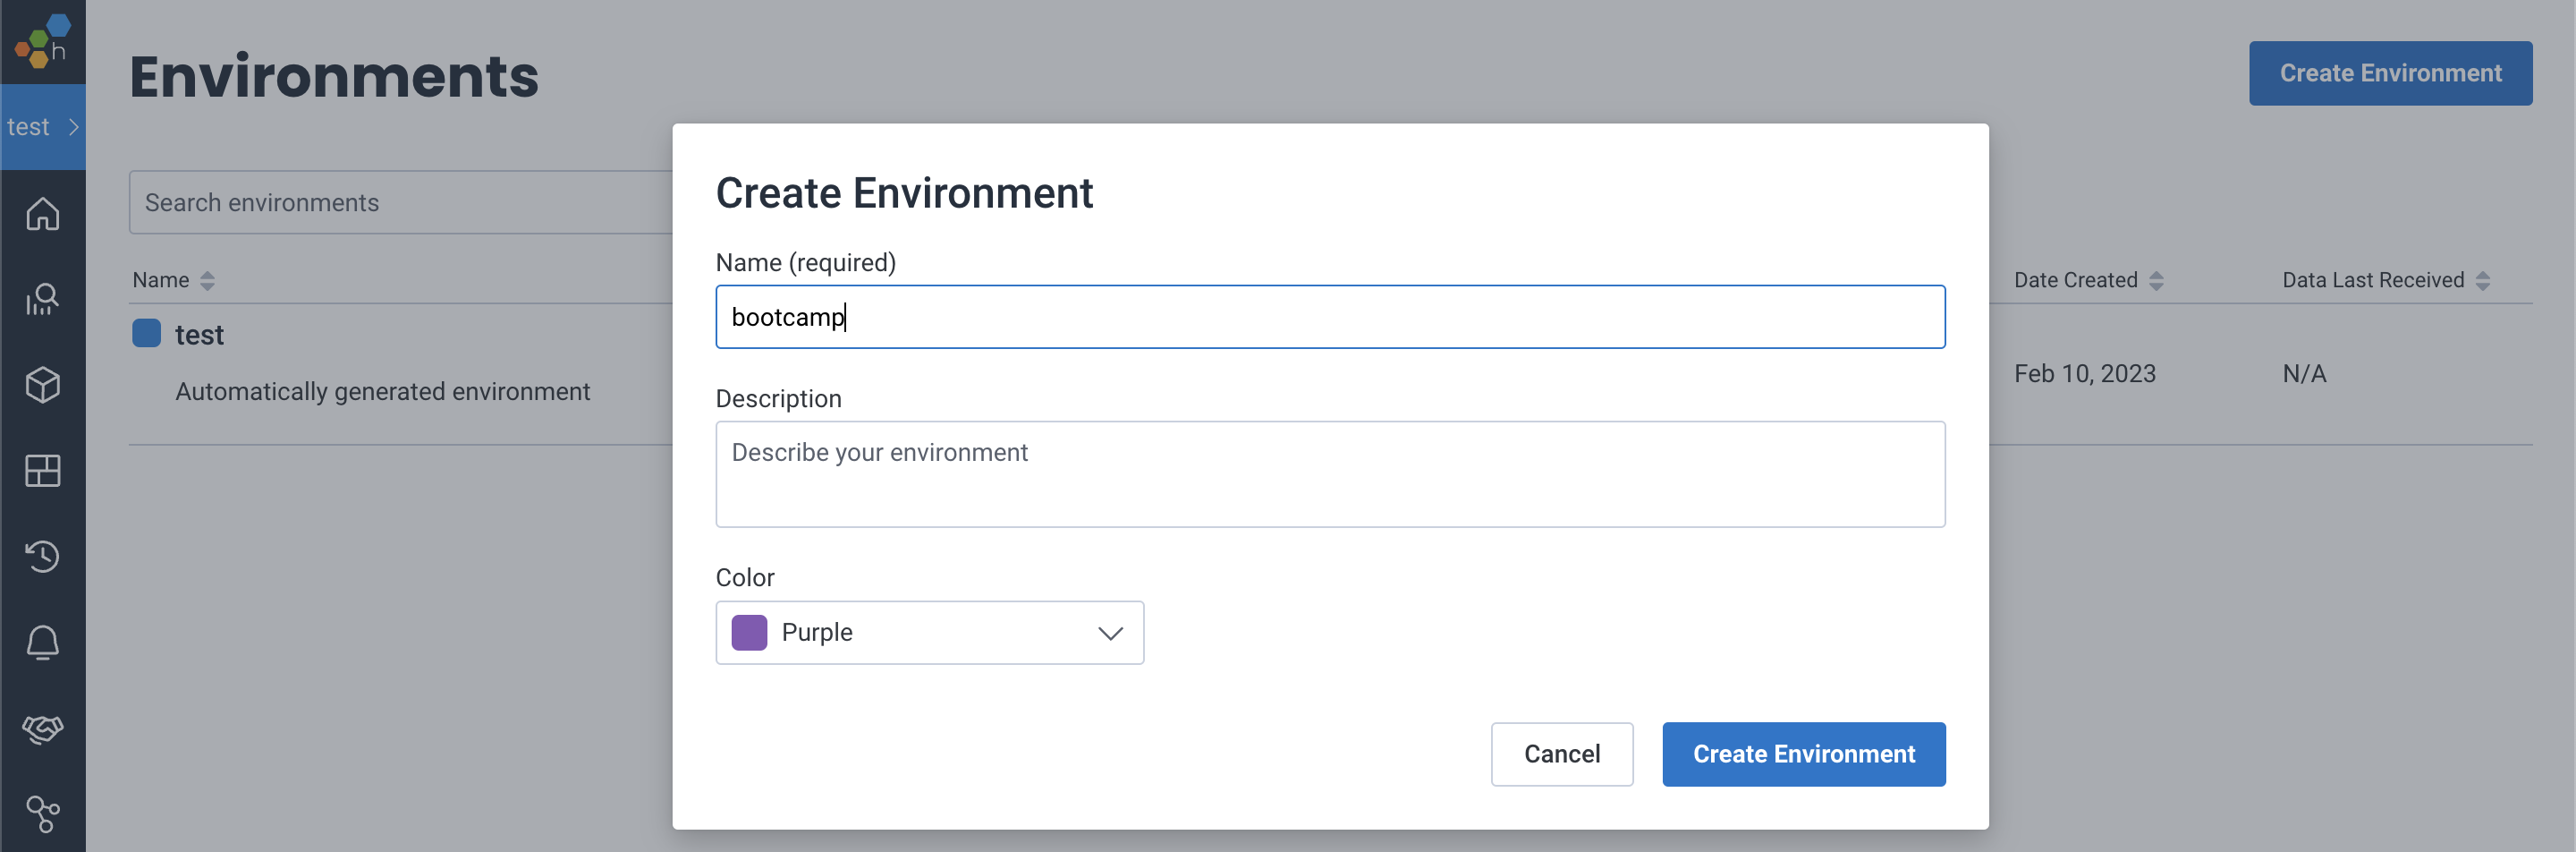 h
Environments
Create Environment
test
Search environments
Name
Date Created
Data Last Received
test
Automatically generated environment
Feb 10, 2023
N/A
Create Environment
Name (required)
bootcamp
Description
Describe your environment
Color
Purple
Cancel
Create Environment